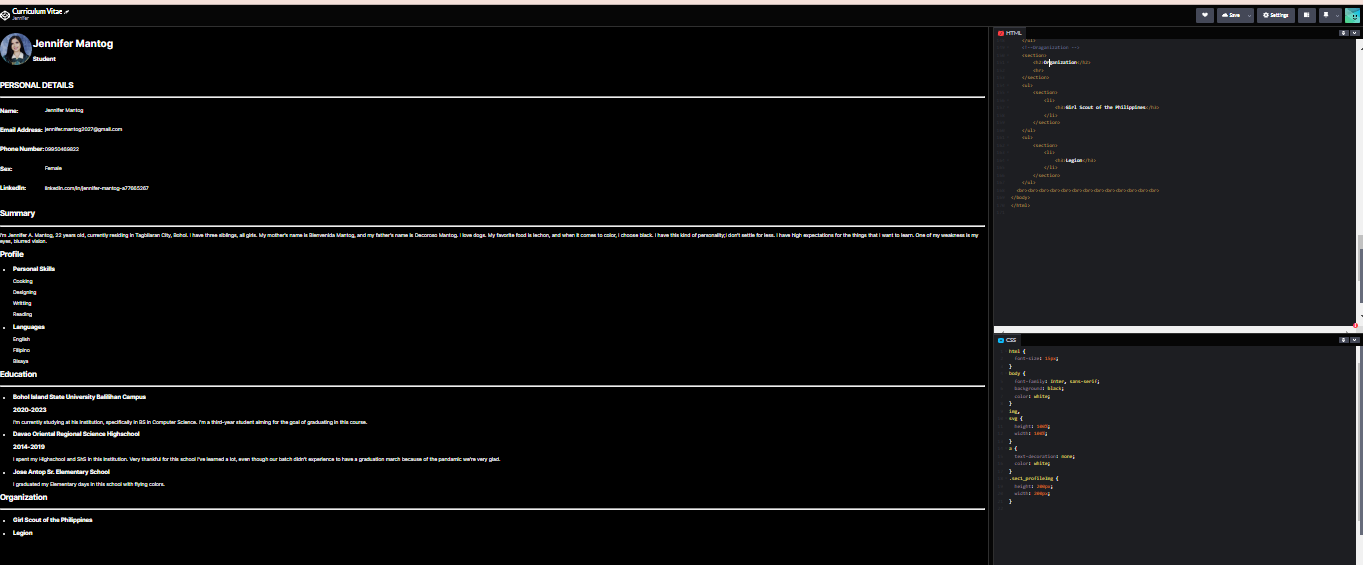 Curriculum Vitae
Jennifer
Save
Settings
Jennifer Mantog
Student
PERSONAL DETAILS
Name: Jennifer Mantog
Email Address: jennifer.mantog2027@gmail.com
Phone Number: 09950469822
Sex: Female
LinkedIn: linkedin.com/in/jennifer-mantog-a77665267
Summary
I'm Jennifer A. Mantog, 22 years old, currently residing in Tagbilaran City, Bohol. I have three siblings, all girls. My mother's name is Bienvenida Mantog, and my father's name is Decoroso Mantog. I love dogs. My favorite food is lechon, and when it comes to color, I choose black. I have this kind of personality; I don't settle for less. I have high expectations for the things that I want to learn. One of my weakness is my
eyes, blurred vision.
Profile
Personal Skills
Cooking
Designing
Writting
Reading
Languages
English
Filipino
Bisaya
Education
Bohol Island State University Balilihan Campus
2020-2023
I'm currently studying at his institution, specifically in BS in Computer Science. I'm a third-year student aiming for the goal of graduating in this course.
Davao Oriental Regional Science Highschool
2014-2019
I spent my Highschool and SHS in this institution. Very thankful for this school I've learned a lot, even though our batch didn't experience to have a graduation march because of the pandemic we're very glad.
Jose Antop Sr. Elementary School
I graduated my Elementary days in this school with flying colors.
Organization
Girl Scout of the Philippines
Legion
HTML
</ul>
<!--Oraganization -->
<section>
<h2>Organization</h2>
<hr>
</section>
<ul>
<section>
<li>
<h3>Girl Scout of the Philippines</h3>
</li>
</section>
</ul>
<ul>
<section>
<li>
<h3>Legion</h3>
</li>
</section>
</ul>
<br><br><br><br><br><br><br><br><br><br><br><br><br>
</body>
</html>
CSS
html {
font-size: 15px;
}
body {
font-family: Inter, sans-serif;
background: black;
color: white;
}
img,
svg {
height: 100%;
width: 100%;
}
a {
text-decoration: none;
color: white;
}
.sec1_profileimg {
height: 200px;
width: 200px;
}